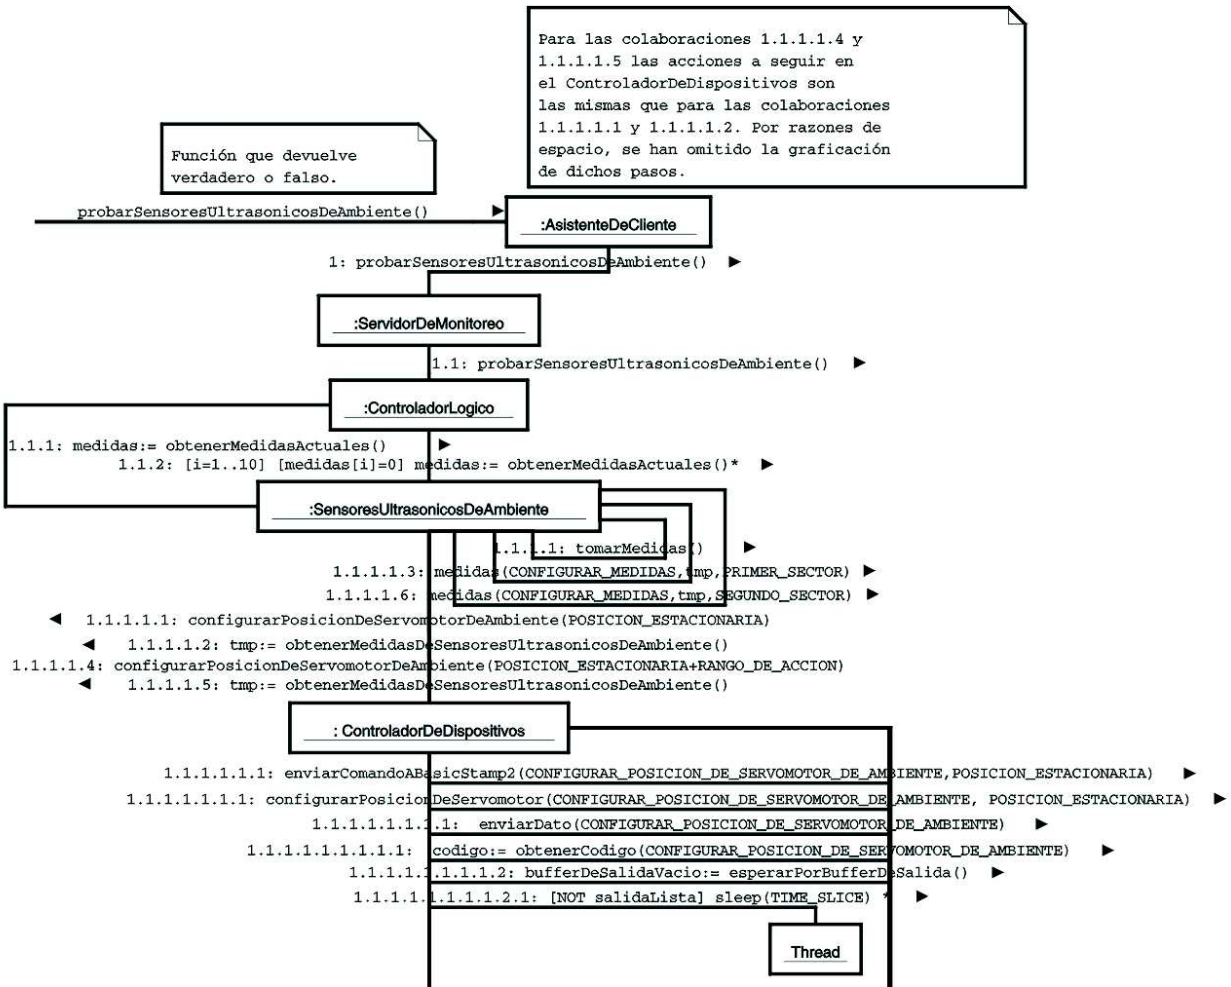 Para las colaboraciones 1.1.1.1.4 y
1.1.1.1.5 las acciones a seguir en
el ControladorDeDispositivos son
las mismas que para las colaboraciones
1.1.1.1.1 y 1.1.1.1.2. Por razones de
espacio, se han omitido la graficación
de dichos pasos.
Función que devuelve
verdadero o falso.
probarSensoresUltrasonicosDeAmbiente()
:AsistenteDeCliente
1: probarSensoresUltrasonicosDeAmbiente()
:ServidorDeMonitoreo
1.1: probarSensoresUltrasonicosDeAmbiente()
:ControladorLogico
1.1.1: medidas:= obtenerMedidasActuales()
1.1.2: [i=1..10] [medidas[i]=0] medidas:= obtenerMedidasActuales()*
:SensoresUltrasonicosDeAmbiente
1.1.1.1: tomarMedidas()
1.1.1.1.3: medidas(CONFIGURAR_MEDIDAS,tmp,PRIMER_SECTOR)
1.1.1.1.6: medidas(CONFIGURAR_MEDIDAS,tmp,SEGUNDO_SECTOR)
1.1.1.1.1: configurarPosicionDeServomotorDeAmbiente(POSICION_ESTACIONARIA)
1.1.1.1.2: tmp:= obtenerMedidasDeSensoresUltrasonicosDeAmbiente()
1.1.1.1.4: configurarPosicionDeServomotorDeAmbiente(POSICION_ESTACIONARIA+RANGO_DE_ACCION)
1.1.1.1.5: tmp:= obtenerMedidasDeSensoresUltrasonicosDeAmbiente()
: ControladorDeDispositivos
1.1.1.1.1.1: enviarComandoABasicStamp2(CONFIGURAR_POSICION_DE_SERVOMOTOR_DE_AMBIENTE,POSICION_ESTACIONARIA)
1.1.1.1.1.1.1: configurarPosicionDeServomotor(CONFIGURAR_POSICION_DE_SERVOMOTOR_DE_AMBIENTE, POSICION_ESTACIONARIA)
1.1.1.1.1.1.1.1: enviarDato(CONFIGURAR_POSICION_DE_SERVOMOTOR_DE_AMBIENTE)
1.1.1.1.1.1.1.1.1: codigo:= obtenerCodigo(CONFIGURAR_POSICION_DE_SERVOMOTOR_DE_AMBIENTE)
1.1.1.1.1.1.1.1.2: bufferDeSalidaVacio:= esperarPorBufferDeSalida()
1.1.1.1.1.1.1.1.2.1: [NOT salidaLista] sleep(TIME_SLICE) *
Thread